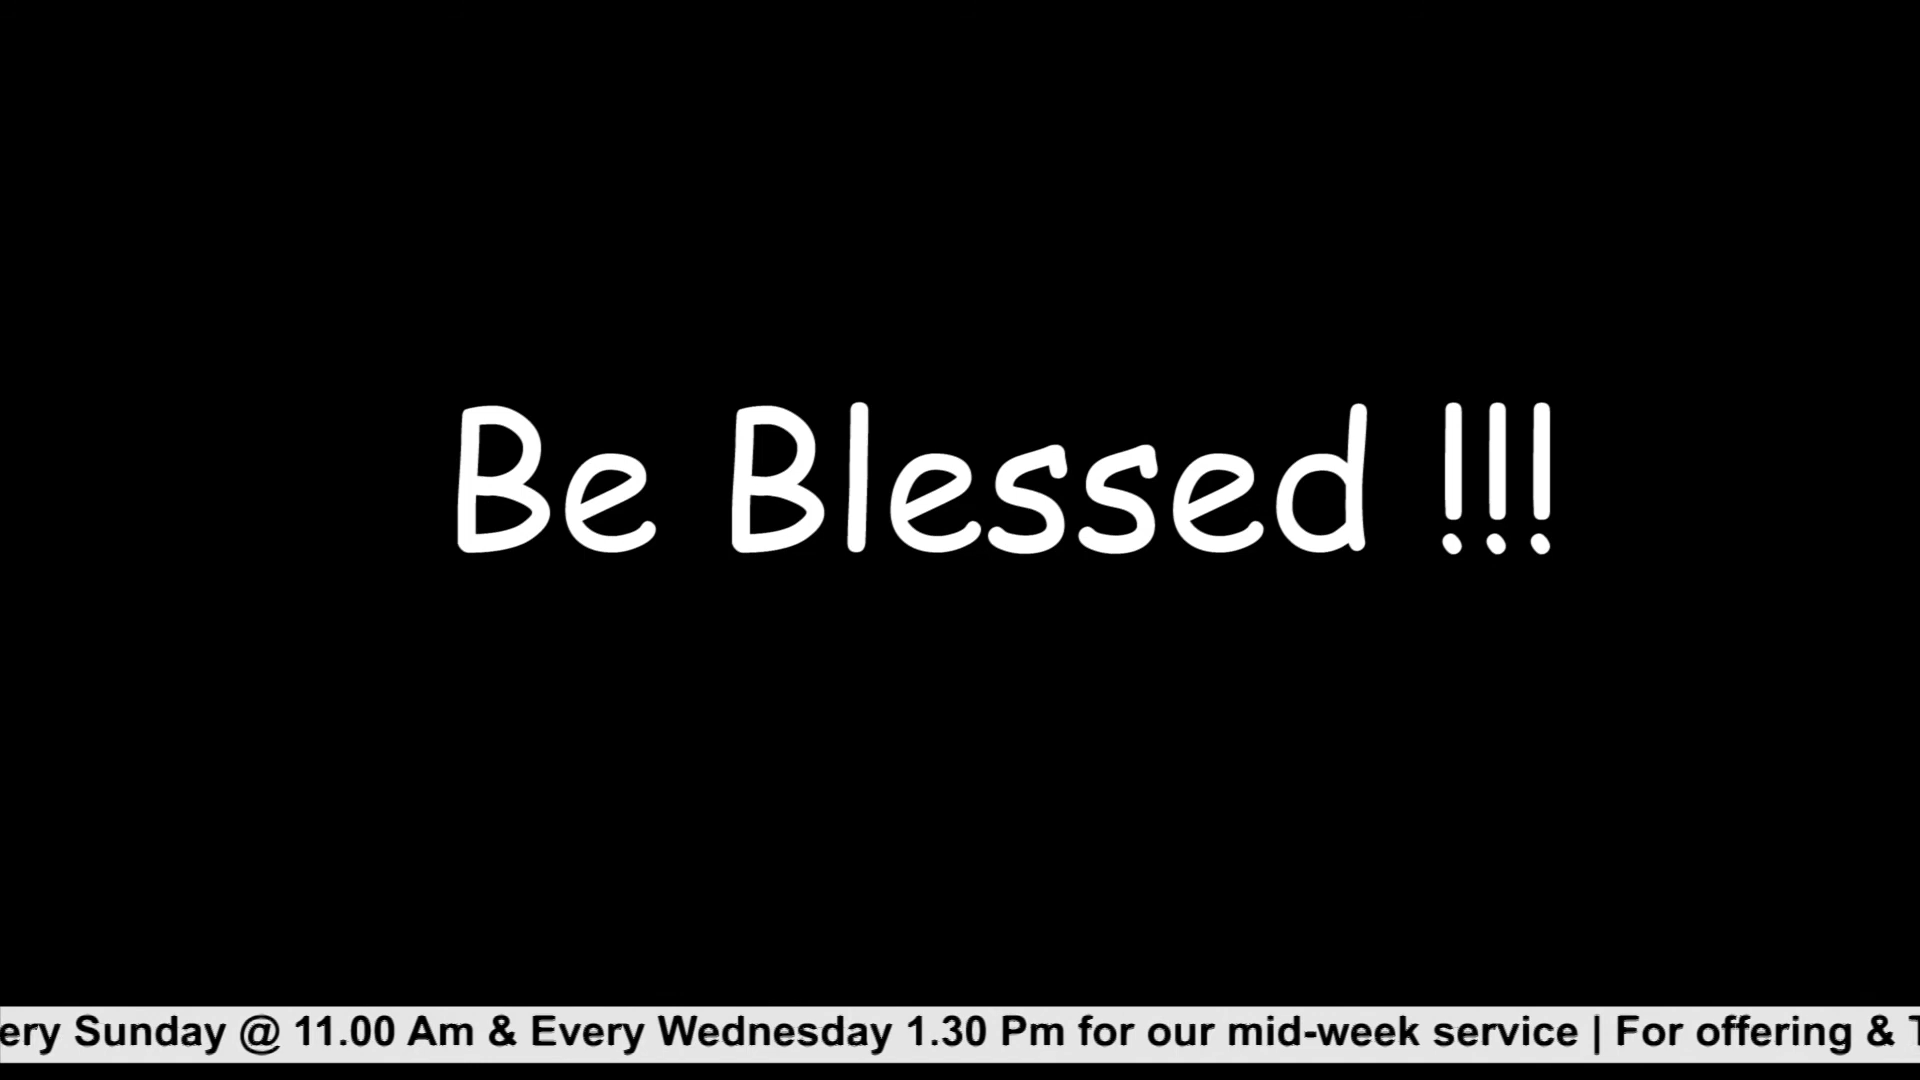 Be Blessed !!!
ery Sunday @ 11.00 Am & Every Wednesday 1.30 Pm for our mid-week service | For offering &